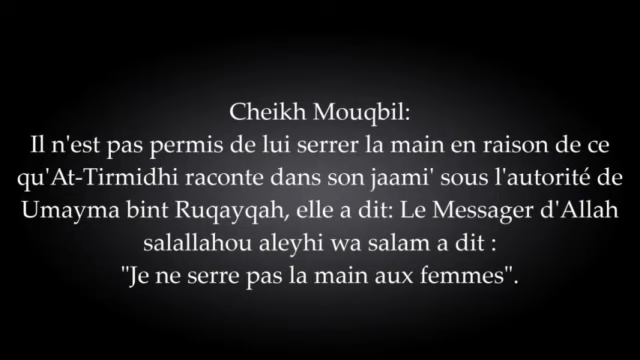 Cheikh Mouqbil:
Il n'est pas permis de lui serrer la main en raison de ce
qu'At-Tirmidhi raconte dans son jaami' sous l'autorité de
Umayma bint Ruqayqah, elle a dit: Le Messager d'Allah
salallahou aleyhi wa salam a dit :
"Je ne serre pas la main aux femmes".